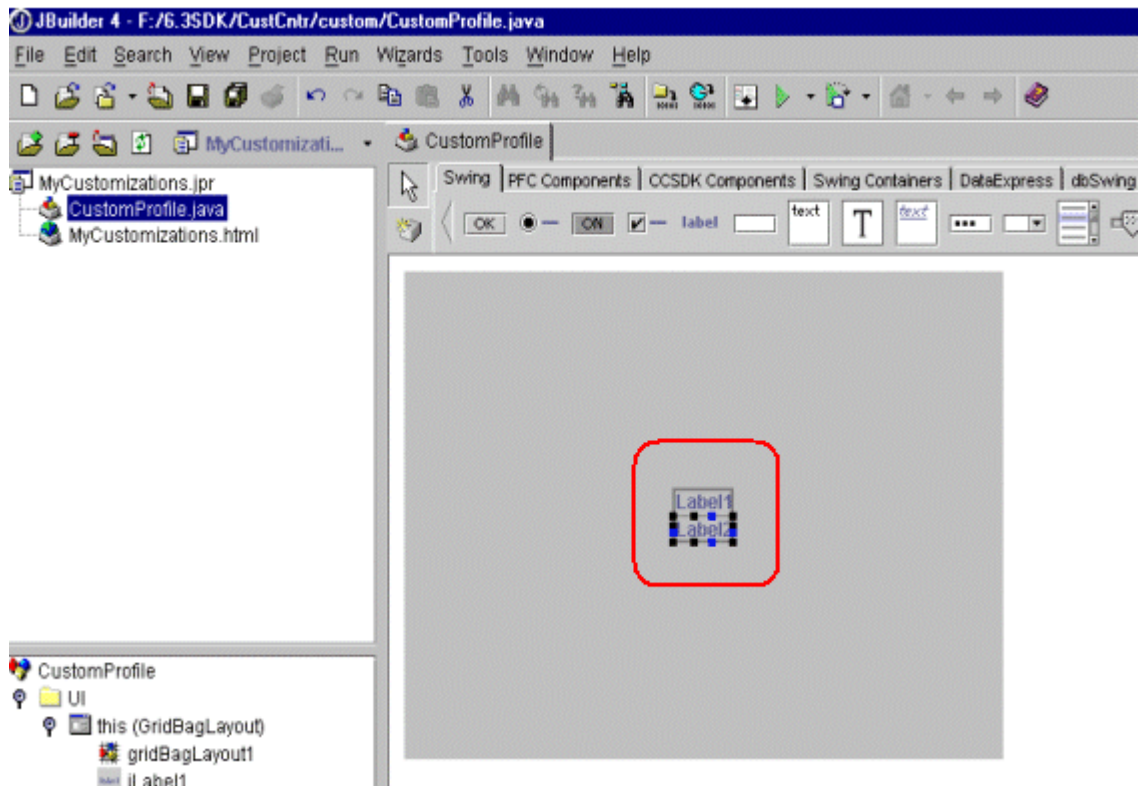 JBuilder 4 - F:/6.3SDK/CustCntr/custom/CustomProfile.java
File Edit Search View Project Run Wizards Tools Window Help
MyCustomizati...
CustomProfile
MyCustomizations.jpr
CustomProfile.java
MyCustomizations.html
Swing PFC Components CCSDK Components Swing Containers DataExpress dbSwing
OK ON label text T text
Label1
Label2
CustomProfile
UI
this (GridBagLayout)
gridBagLayout1
jLabel1